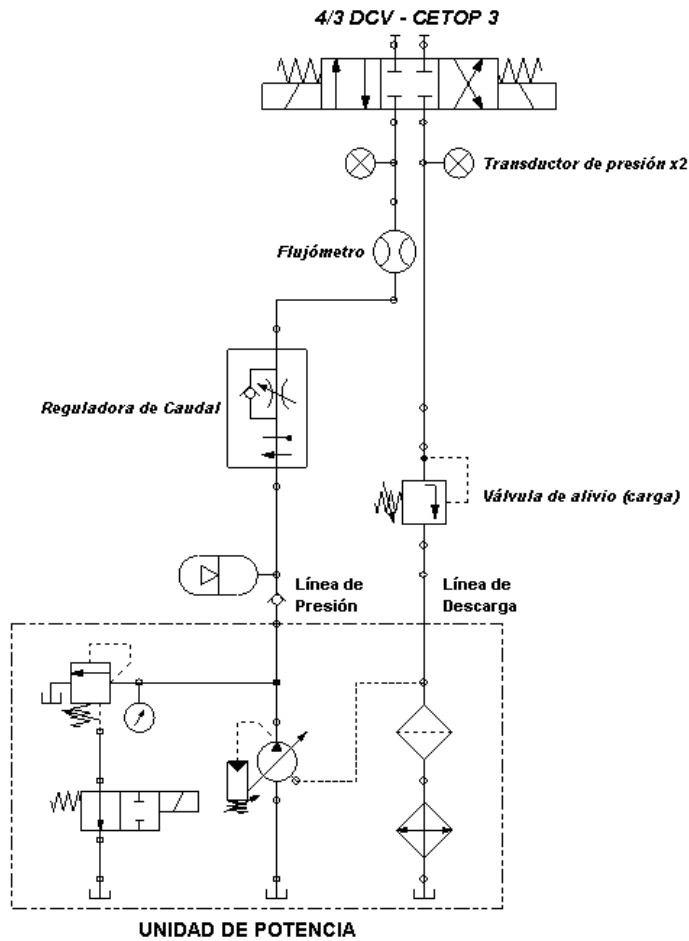 4/3 DCV - CETOP 3
Transductor de presión x2
Flujómetro
Reguladora de Caudal
Válvula de alivio (carga)
Línea de
Presión
Línea de
Descarga
UNIDAD DE POTENCIA